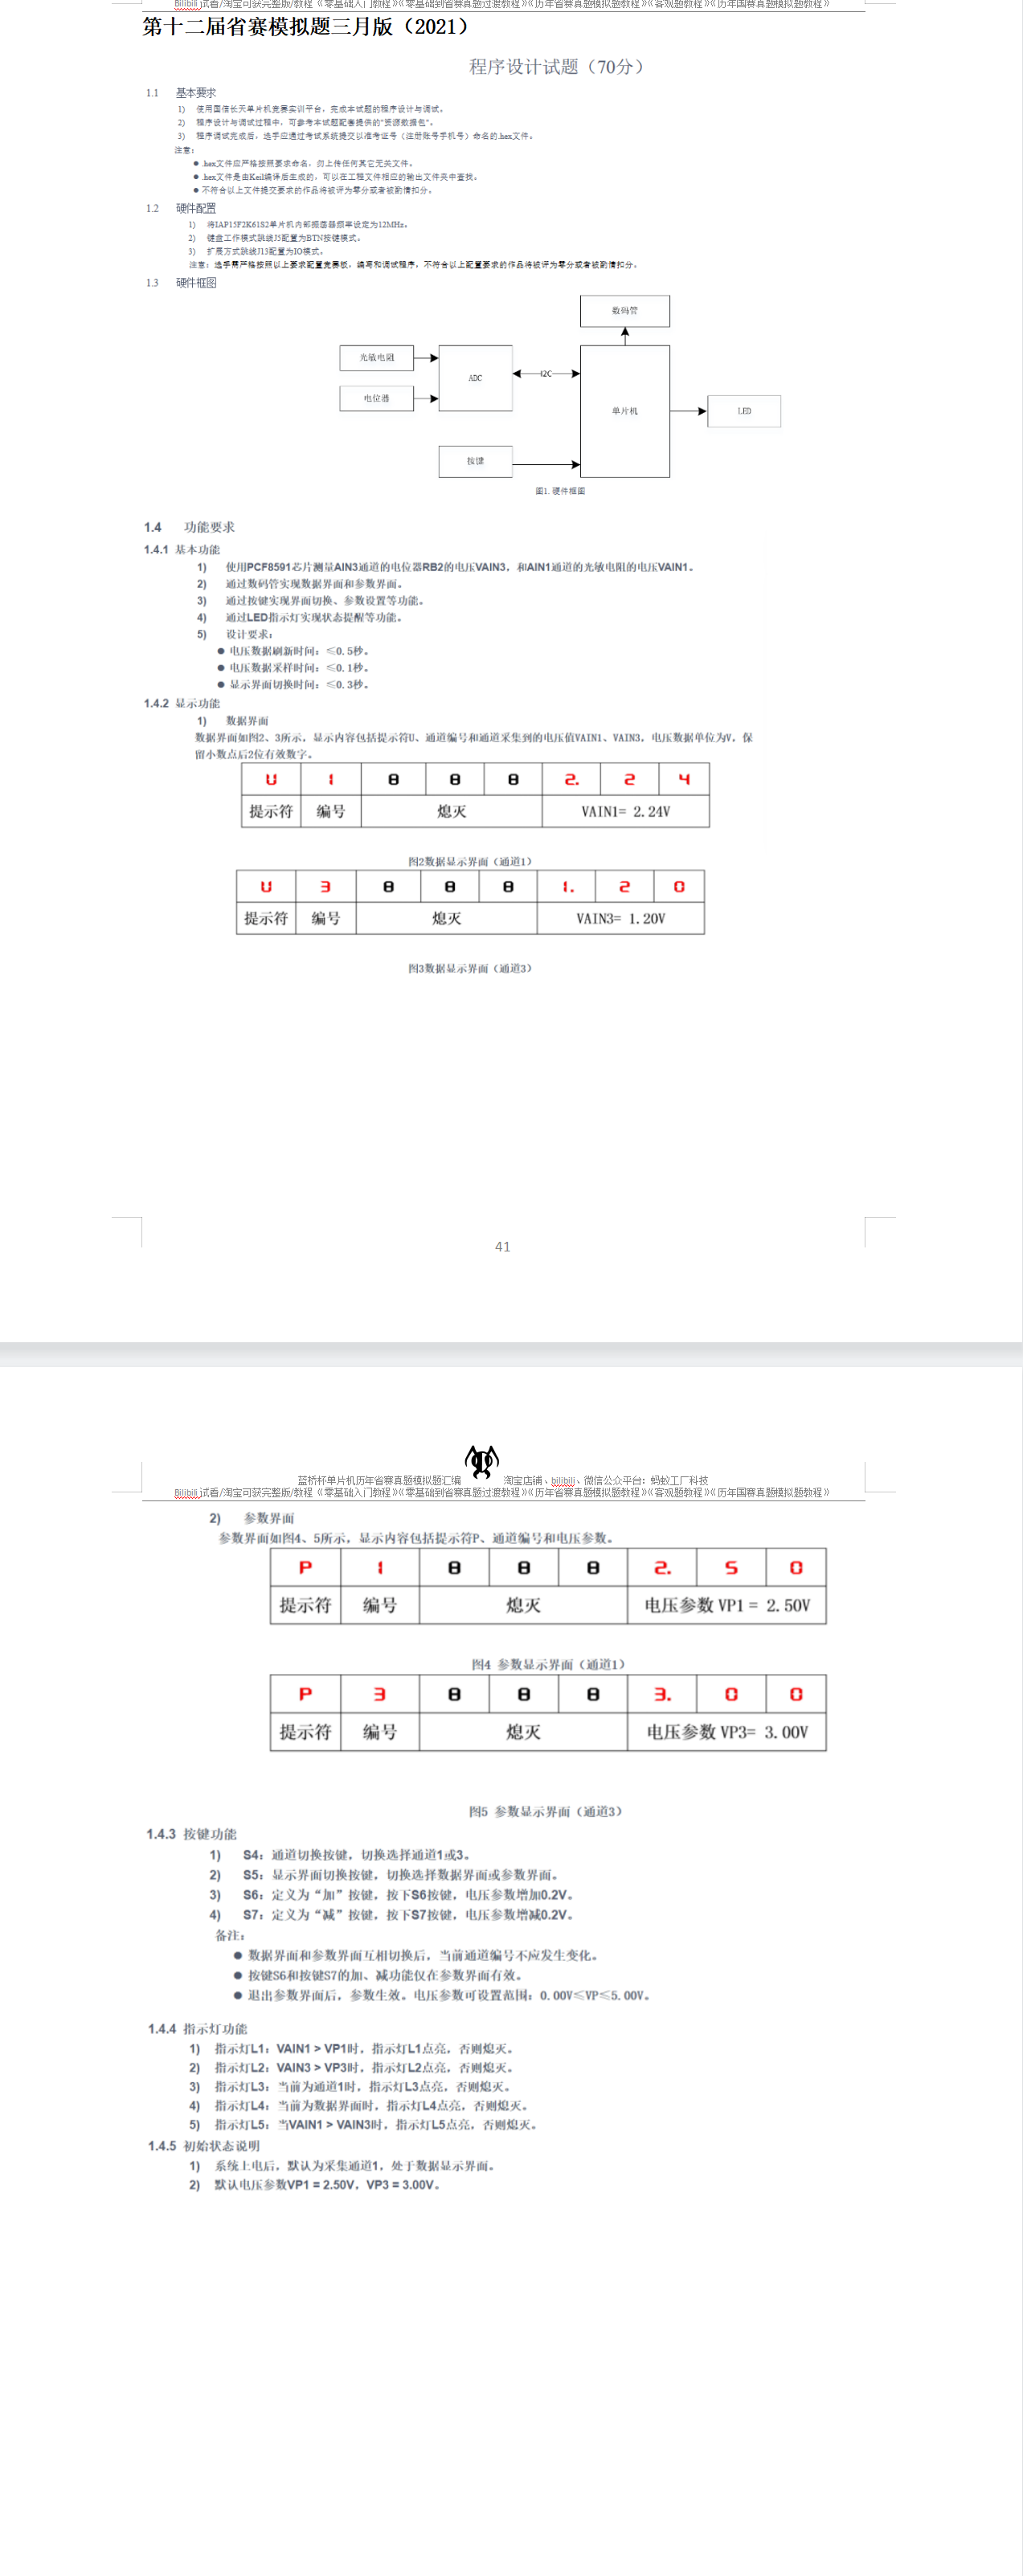 Bilibili 试看/淘宝可获完整版/教程《零基础入门教程》《零基础到省赛真题过渡教程》《历年省赛真题模拟题教程》《客观题教程》《历年国赛真题模拟题教程》
第十二届省赛模拟题三月版（2021）
程序设计试题（70分）
1.1 基本要求
1) 使用国信长天单片机竞赛实训平台，完成本试题的程序设计与调试。
2) 程序设计与调试过程中，可参考本试题配套提供的"资源数据包"。
3) 程序调试完成后，选手应通过考试系统提交以准考证号（注册账号手机号）命名的.hex文件。
注意：
● .hex文件应严格按照要求命名，勿上传任何其它无关文件。
● .hex文件是由Keil编译后生成的，可以在工程文件相应的输出文件夹中查找。
● 不符合以上文件提交要求的作品将被评为零分或者被酌情扣分。
1.2 硬件配置
1) 将IAP15F2K61S2单片机内部振荡器频率设定为12MHz。
2) 键盘工作模式跳线J5配置为BTN按键模式。
3) 扩展方式跳线J13配置为IO模式。
注意：选手需严格按照以上要求配置竞赛板，编写和调试程序，不符合以上配置要求的作品将被评为零分或者被酌情扣分。
1.3 硬件框图
数码管
光敏电阻
ADC
I2C
电位器
单片机
LED
按键
图1. 硬件框图
1.4 功能要求
1.4.1 基本功能
1) 使用PCF8591芯片测量AIN3通道的电位器RB2的电压VAIN3，和AIN1通道的光敏电阻的电压VAIN1。
2) 通过数码管实现数据界面和参数界面。
3) 通过按键实现界面切换、参数设置等功能。
4) 通过LED指示灯实现状态提醒等功能。
5) 设计要求：
● 电压数据刷新时间：≤0.5秒。
● 电压数据采样时间：≤0.1秒。
● 显示界面切换时间：≤0.3秒。
1.4.2 显示功能
1) 数据界面
数据界面如图2、3所示，显示内容包括提示符U、通道编号和通道采集到的电压值VAIN1、VAIN3，电压数据单位为V，保
留小数点后2位有效数字。
U 1 8 8 8 2. 2 4
提示符 编号 熄灭 VAIN1= 2.24V
图2数据显示界面（通道1）
U 3 8 8 8 1. 2 0
提示符 编号 熄灭 VAIN3= 1.20V
图3数据显示界面（通道3）
41
蓝桥杯单片机历年省赛真题模拟题汇编 淘宝店铺、bilibili、微信公众平台：蚂蚁工厂科技
Bilibili 试看/淘宝可获完整版/教程《零基础入门教程》《零基础到省赛真题过渡教程》《历年省赛真题模拟题教程》《客观题教程》《历年国赛真题模拟题教程》
2) 参数界面
参数界面如图4、5所示，显示内容包括提示符P、通道编号和电压参数。
P 1 8 8 8 2. 5 0
提示符 编号 熄灭 电压参数 VP1 = 2.50V
图4 参数显示界面（通道1）
P 3 8 8 8 3. 0 0
提示符 编号 熄灭 电压参数 VP3= 3.00V
图5 参数显示界面（通道3）
1.4.3 按键功能
1) S4：通道切换按键，切换选择通道1或3。
2) S5：显示界面切换按键，切换选择数据界面或参数界面。
3) S6：定义为“加”按键，按下S6按键，电压参数增加0.2V。
4) S7：定义为“减”按键，按下S7按键，电压参数增减0.2V。
备注：
● 数据界面和参数界面互相切换后，当前通道编号不应发生变化。
● 按键S6和按键S7的加、减功能仅在参数界面有效。
● 退出参数界面后，参数生效。电压参数可设置范围：0.00V≤VP≤5.00V。
1.4.4 指示灯功能
1) 指示灯L1：VAIN1 > VP1时，指示灯L1点亮，否则熄灭。
2) 指示灯L2：VAIN3 > VP3时，指示灯L2点亮，否则熄灭。
3) 指示灯L3：当前为通道1时，指示灯L3点亮，否则熄灭。
4) 指示灯L4：当前为数据界面时，指示灯L4点亮，否则熄灭。
5) 指示灯L5：当VAIN1 > VAIN3时，指示灯L5点亮，否则熄灭。
1.4.5 初始状态说明
1) 系统上电后，默认为采集通道1，处于数据显示界面。
2) 默认电压参数VP1 = 2.50V，VP3 = 3.00V。